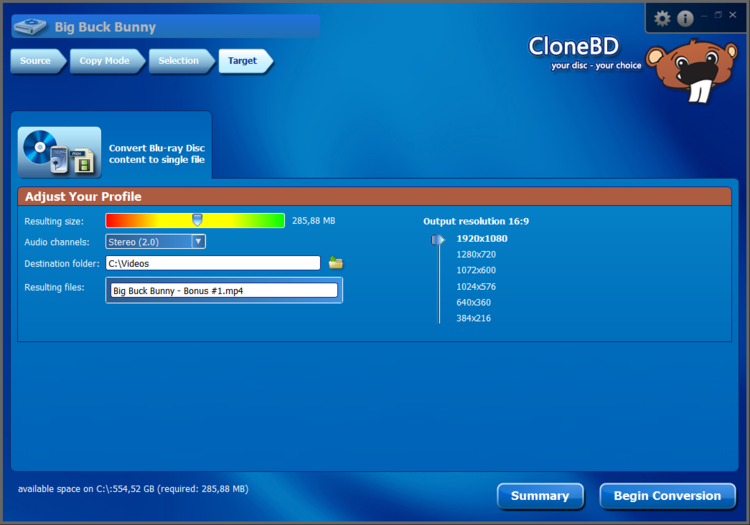 Big Buck Bunny
Source
Copy Mode
Selection
Target
CloneBD
your disc - your choice
Convert Blu-ray Disc
content to single file
Adjust Your Profile
Resulting size:
285,88 MB
Audio channels:
Stereo (2.0)
Destination folder:
C:\Videos
Resulting files:
Big Buck Bunny - Bonus #1.mp4
Output resolution 16:9
1920x1080
1280x720
1072x600
1024x576
640x360
384x216
available space on C:\:554,52 GB (required: 285,88 MB)
Summary
Begin Conversion